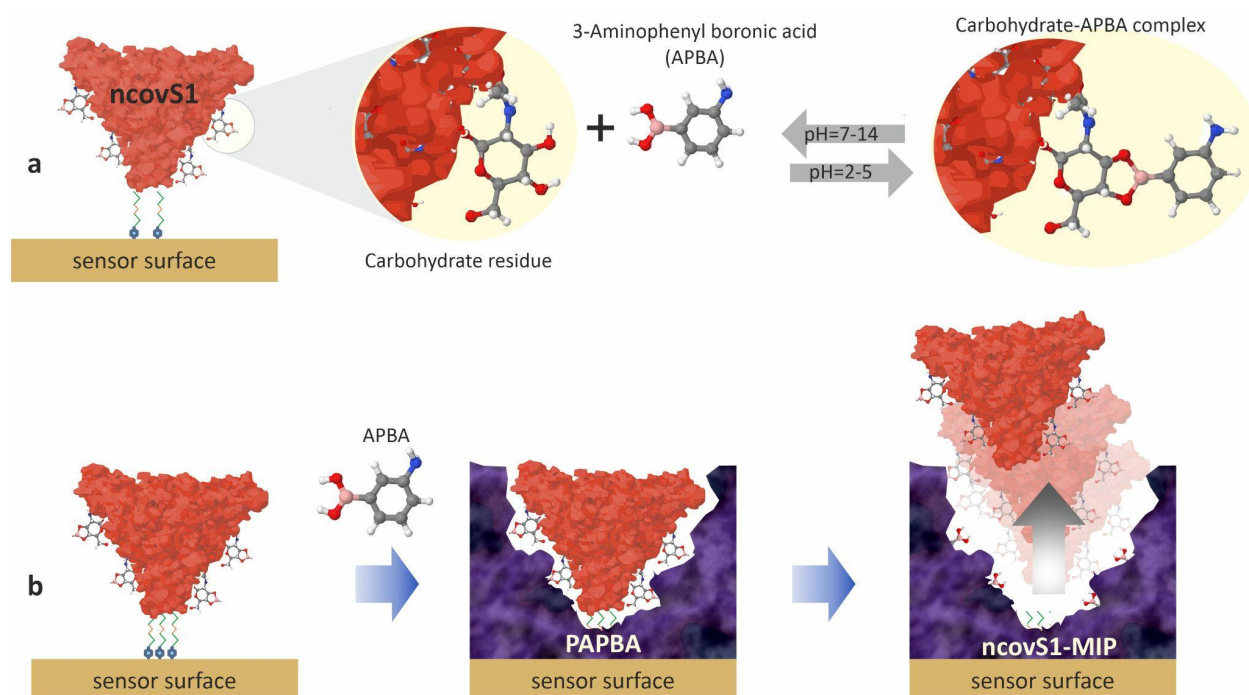 3-Aminophenyl boronic acid
(APBA)
Carbohydrate-APBA complex
ncovS1
pH=7-14
pH=2-5
a
sensor surface
Carbohydrate residue
APBA
b
PAPBA
ncovS1-MIP
sensor surface
sensor surface
sensor surface